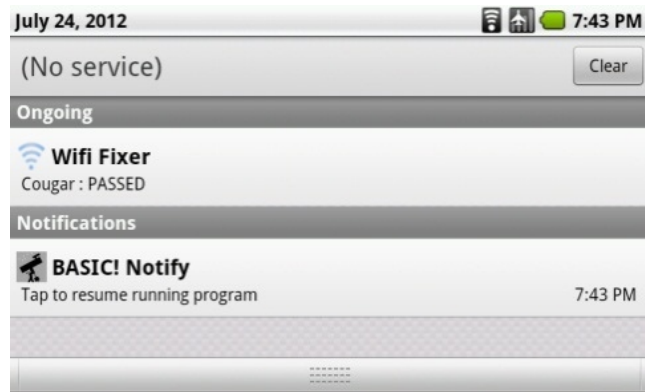 July 24, 2012 7:43 PM
(No service) Clear
Ongoing
Wifi Fixer
Cougar : PASSED
Notifications
BASIC! Notify
Tap to resume running program 7:43 PM